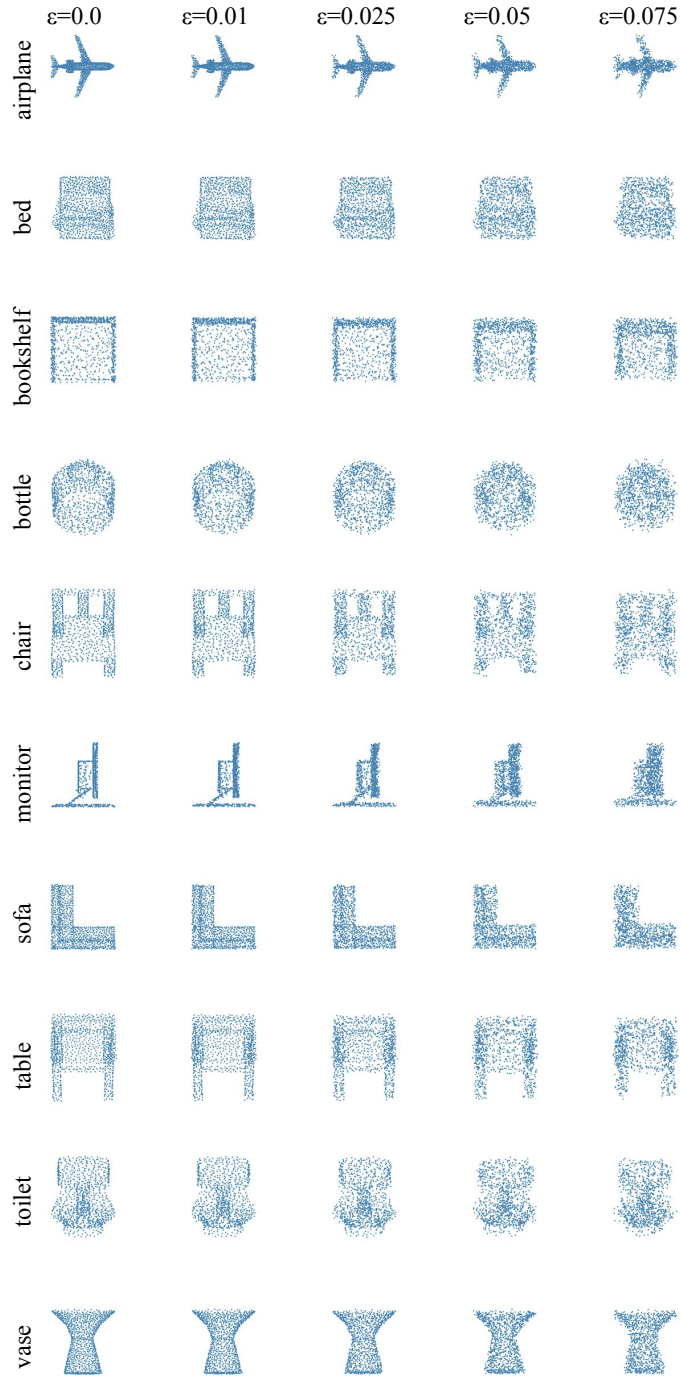 ε=0.0 ε=0.01 ε=0.025 ε=0.05 ε=0.075
airplane
bed
bookshelf
bottle
chair
monitor
sofa
table
toilet
vase